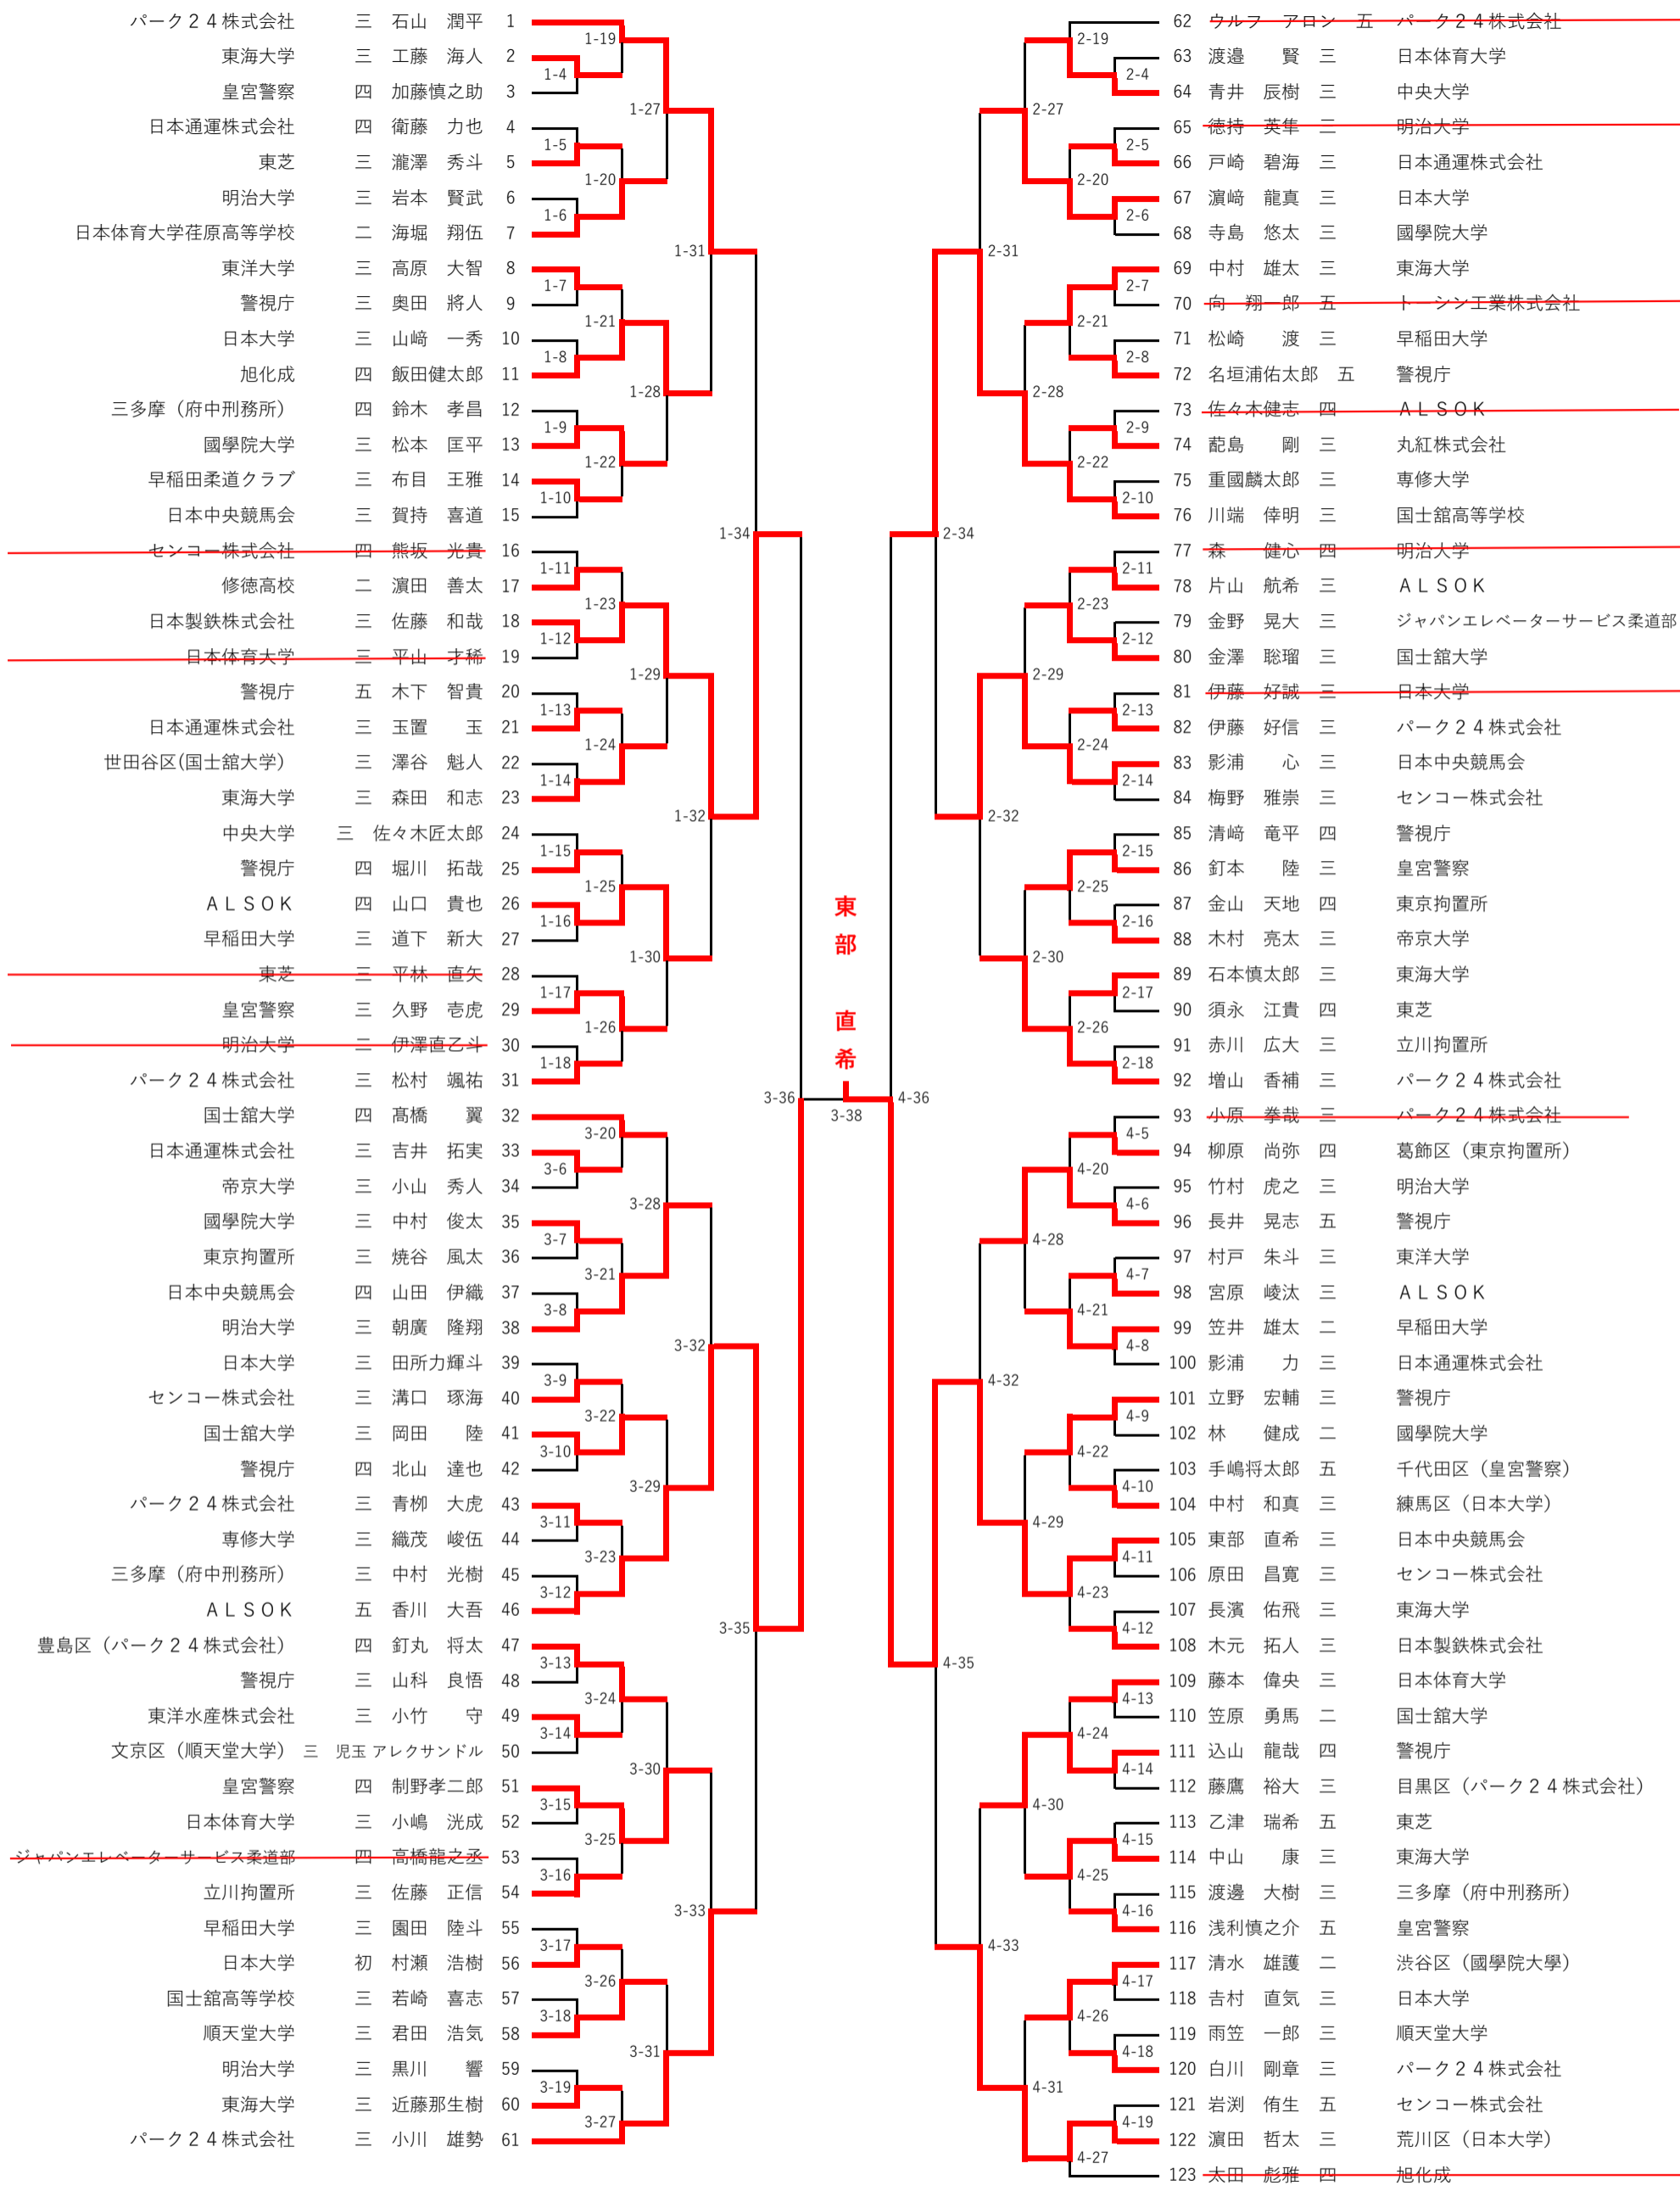 パーク２４株式会社 三 石山 潤平 1
東海大学 三 工藤 海人 2
皇宮警察 四 加藤慎之助 3
日本通運株式会社 四 衛藤 力也 4
東芝 三 瀧澤 秀斗 5
明治大学 三 岩本 賢武 6
日本体育大学荏原高等学校 二 海堀 翔伍 7
東洋大学 三 高原 大智 8
警視庁 三 奥田 將人 9
日本大学 三 山﨑 一秀 10
旭化成 四 飯田健太郎 11
三多摩（府中刑務所） 四 鈴木 孝昌 12
國學院大学 三 松本 匡平 13
早稲田柔道クラブ 三 布目 王雅 14
日本中央競馬会 三 賀持 喜道 15
センコー株式会社 四 熊坂 光貴 16
修徳高校 二 濵田 善太 17
日本製鉄株式会社 三 佐藤 和哉 18
日本体育大学 三 平山 才稀 19
警視庁 五 木下 智貴 20
日本通運株式会社 三 玉置 玉 21
世田谷区(国士舘大学) 三 澤谷 魁人 22
東海大学 三 森田 和志 23
中央大学 三 佐々木匠太郎 24
警視庁 四 堀川 拓哉 25
ＡＬＳＯＫ 四 山口 貴也 26
早稲田大学 三 道下 新大 27
東芝 三 平林 直矢 28
皇宮警察 三 久野 壱虎 29
明治大学 二 伊澤直乙斗 30
パーク２４株式会社 三 松村 颯祐 31
国士舘大学 四 髙橋 翼 32
日本通運株式会社 三 吉井 拓実 33
帝京大学 三 小山 秀人 34
國學院大学 三 中村 俊太 35
東京拘置所 三 焼谷 風太 36
日本中央競馬会 四 山田 伊織 37
明治大学 三 朝廣 隆翔 38
日本大学 三 田所力輝斗 39
センコー株式会社 三 溝口 琢海 40
国士舘大学 三 岡田 陸 41
警視庁 四 北山 達也 42
パーク２４株式会社 三 青栁 大虎 43
専修大学 三 織茂 峻伍 44
三多摩（府中刑務所） 三 中村 光樹 45
ＡＬＳＯＫ 五 香川 大吾 46
豊島区（パーク２４株式会社） 四 釘丸 将太 47
警視庁 三 山科 良悟 48
東洋水産株式会社 三 小竹 守 49
文京区（順天堂大学） 三 児玉 アレクサンドル 50
皇宮警察 四 制野孝二郎 51
日本体育大学 三 小嶋 洸成 52
ジャパンエレベーターサービス柔道部 四 高橋龍之丞 53
立川拘置所 三 佐藤 正信 54
早稲田大学 三 園田 陸斗 55
日本大学 初 村瀬 浩樹 56
国士舘高等学校 三 若崎 喜志 57
順天堂大学 三 君田 浩気 58
明治大学 三 黒川 響 59
東海大学 三 近藤那生樹 60
パーク２４株式会社 三 小川 雄勢 61
1-19
1-4
1-27
1-5
1-20
1-6
1-31
1-7
1-21
1-8
1-28
1-9
1-22
1-10
1-34
1-11
1-23
1-12
1-29
1-13
1-24
1-14
1-32
1-15
1-25
1-16
1-30
1-17
1-26
1-18
3-36
3-20
3-6
3-28
3-7
3-21
3-8
3-32
3-9
3-22
3-10
3-29
3-11
3-23
3-12
3-35
3-13
3-24
3-14
3-30
3-15
3-25
3-16
3-33
3-17
3-26
3-18
3-31
3-19
3-27
東部 直希
3-38
62 ウルフ アロン 五 パーク２４株式会社
63 渡邉 賢 三 日本体育大学
64 青井 辰樹 三 中央大学
65 徳持 英隼 三 明治大学
66 戸崎 碧海 三 日本通運株式会社
67 濵﨑 龍真 三 日本大学
68 寺島 悠太 三 國學院大学
69 中村 雄太 三 東海大学
70 向 翔一郎 五 トーシン工業株式会社
71 松崎 渡 三 早稲田大学
72 名垣浦佑太郎 五 警視庁
73 佐々木健志 四 ＡＬＳＯＫ
74 蓜島 剛 三 丸紅株式会社
75 重國麟太郎 三 専修大学
76 川端 倖明 三 国士舘高等学校
77 森 健心 四 明治大学
78 片山 航希 三 ＡＬＳＯＫ
79 金野 晃大 三 ジャパンエレベーターサービス柔道部
80 金澤 聡瑠 三 国士舘大学
81 伊藤 好誠 三 日本大学
82 伊藤 好信 三 パーク２４株式会社
83 影浦 心 三 日本中央競馬会
84 梅野 雅崇 三 センコー株式会社
85 清﨑 竜平 四 警視庁
86 釘本 陸 三 皇宮警察
87 金山 天地 四 東京拘置所
88 木村 亮太 三 帝京大学
89 石本慎太郎 三 東海大学
90 須永 江貴 四 東芝
91 赤川 広大 三 立川拘置所
92 増山 香補 三 パーク２４株式会社
93 小原 拳哉 三 パーク２４株式会社
94 柳原 尚弥 四 葛飾区（東京拘置所）
95 竹村 虎之 三 明治大学
96 長井 晃志 五 警視庁
97 村戸 朱斗 三 東洋大学
98 宮原 崚汰 三 ＡＬＳＯＫ
99 笠井 雄太 二 早稲田大学
100 影浦 力 三 日本通運株式会社
101 立野 宏輔 三 警視庁
102 林 健成 二 國學院大学
103 手嶋将太郎 五 千代田区（皇宮警察）
104 中村 和真 三 練馬区（日本大学）
105 東部 直希 三 日本中央競馬会
106 原田 昌寛 三 センコー株式会社
107 長濱 佑飛 三 東海大学
108 木元 拓人 三 日本製鉄株式会社
109 藤本 偉央 三 日本体育大学
110 笠原 勇馬 二 国士舘大学
111 込山 龍哉 四 警視庁
112 藤鷹 裕大 三 目黒区（パーク２４株式会社）
113 乙津 瑞希 五 東芝
114 中山 康 三 東海大学
115 渡邊 大樹 三 三多摩（府中刑務所）
116 浅利慎之介 五 皇宮警察
117 清水 雄護 二 渋谷区（國學院大學）
118 吉村 直気 三 日本大学
119 雨笠 一郎 三 順天堂大学
120 白川 剛章 三 パーク２４株式会社
121 岩渕 侑生 五 センコー株式会社
122 濵田 哲太 三 荒川区（日本大学）
123 太田 彪雅 四 旭化成
2-19
2-4
2-27
2-5
2-20
2-6
2-31
2-7
2-21
2-8
2-28
2-9
2-22
2-10
2-34
2-11
2-23
2-12
2-29
2-13
2-24
2-14
2-32
2-15
2-25
2-16
2-30
2-17
2-26
2-18
4-36
4-5
4-20
4-6
4-28
4-7
4-21
4-8
4-32
4-9
4-22
4-10
4-29
4-11
4-23
4-12
4-35
4-13
4-24
4-14
4-30
4-15
4-25
4-16
4-33
4-17
4-26
4-18
4-31
4-19
4-27